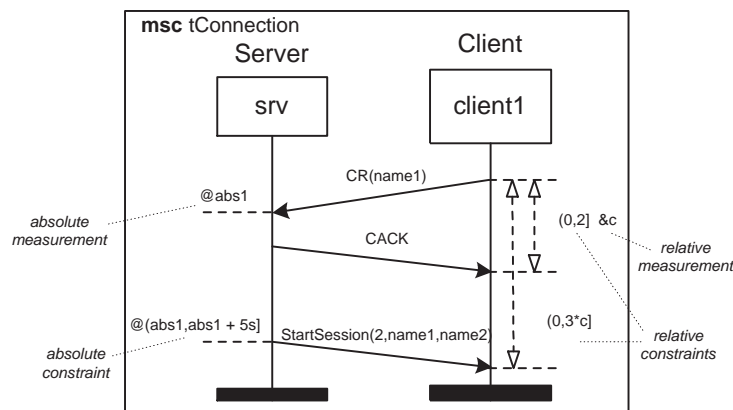 msc tConnection
Server
Client
srv
client1
CR(name1)
@abs1
absolute
measurement
(0,2] &c
CACK
relative
measurement
@(abs1,abs1 + 5s]
StartSession(2,name1,name2)
(0,3*c]
absolute
constraint
relative
constraints